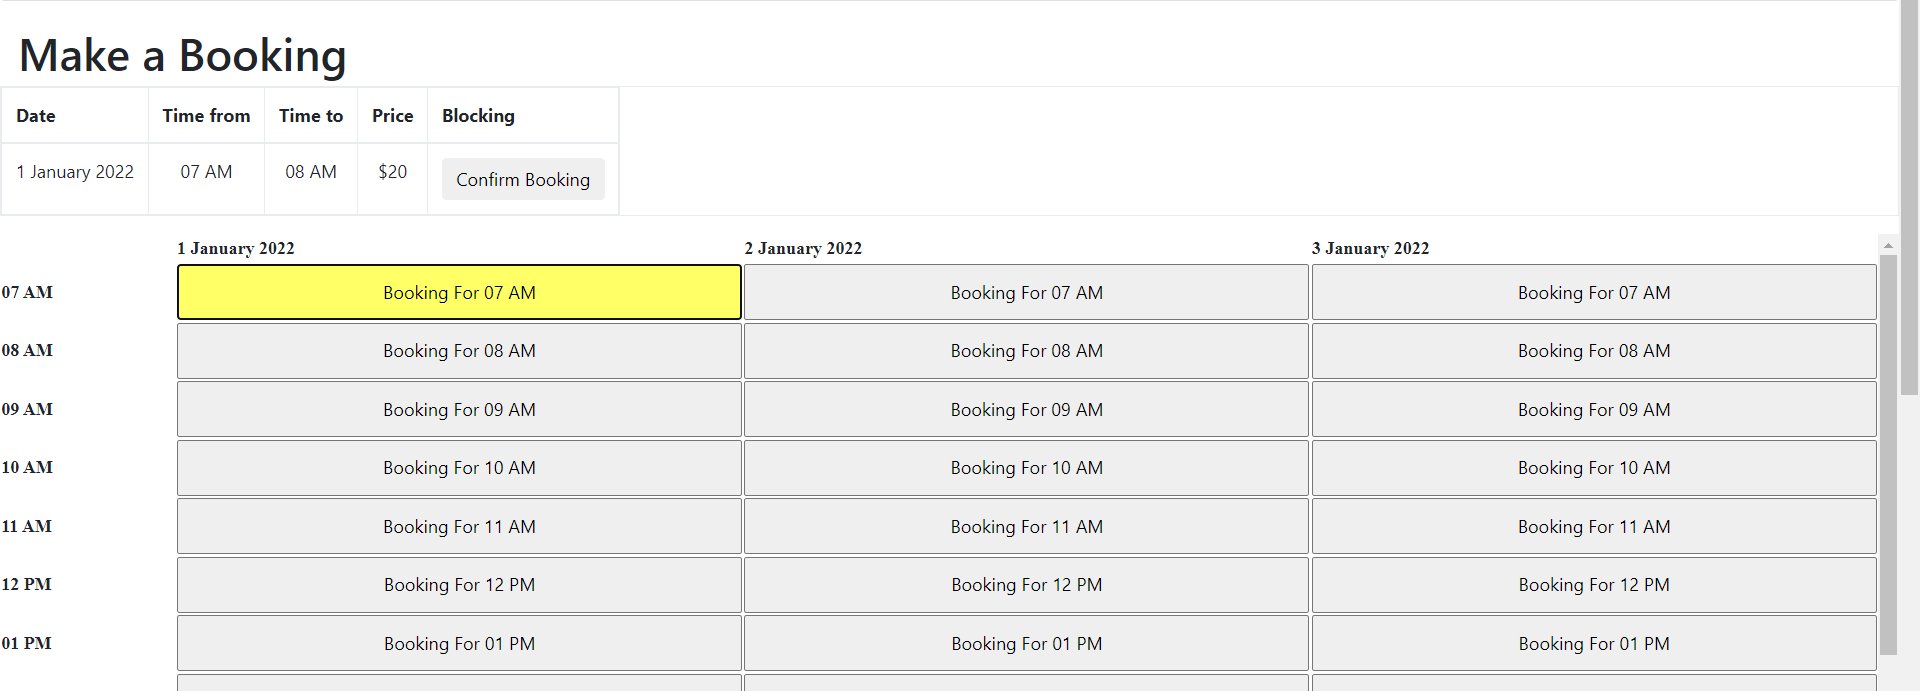 Make a Booking
Date Time from Time to Price Blocking
1 January 2022 07 AM 08 AM $20 Confirm Booking
1 January 2022 2 January 2022 3 January 2022
07 AM Booking For 07 AM Booking For 07 AM Booking For 07 AM
08 AM Booking For 08 AM Booking For 08 AM Booking For 08 AM
09 AM Booking For 09 AM Booking For 09 AM Booking For 09 AM
10 AM Booking For 10 AM Booking For 10 AM Booking For 10 AM
11 AM Booking For 11 AM Booking For 11 AM Booking For 11 AM
12 PM Booking For 12 PM Booking For 12 PM Booking For 12 PM
01 PM Booking For 01 PM Booking For 01 PM Booking For 01 PM